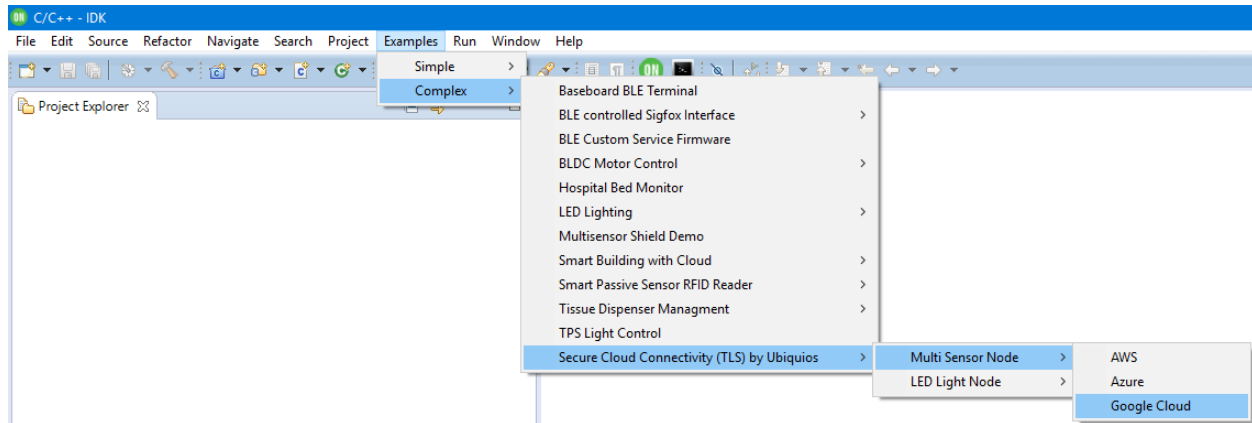 ON C/C++ - IDK
File Edit Source Refactor Navigate Search Project Examples Run Window Help
ON
Simple
Complex
Project Explorer
Baseboard BLE Terminal
BLE controlled Sigfox Interface
BLE Custom Service Firmware
BLDC Motor Control
Hospital Bed Monitor
LED Lighting
Multisensor Shield Demo
Smart Building with Cloud
Smart Passive Sensor RFID Reader
Tissue Dispenser Managment
TPS Light Control
Secure Cloud Connectivity (TLS) by Ubiquios
Multi Sensor Node
LED Light Node
AWS
Azure
Google Cloud